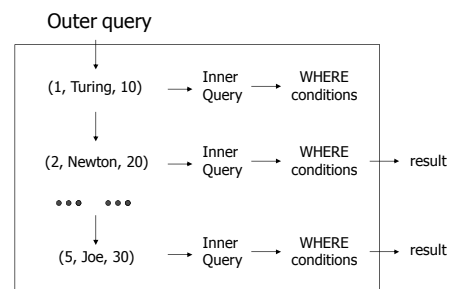 Outer query
(1, Turing, 10)
Inner
Query
WHERE
conditions
(2, Newton, 20)
Inner
Query
WHERE
conditions
result
(5, Joe, 30)
Inner
Query
WHERE
conditions
result